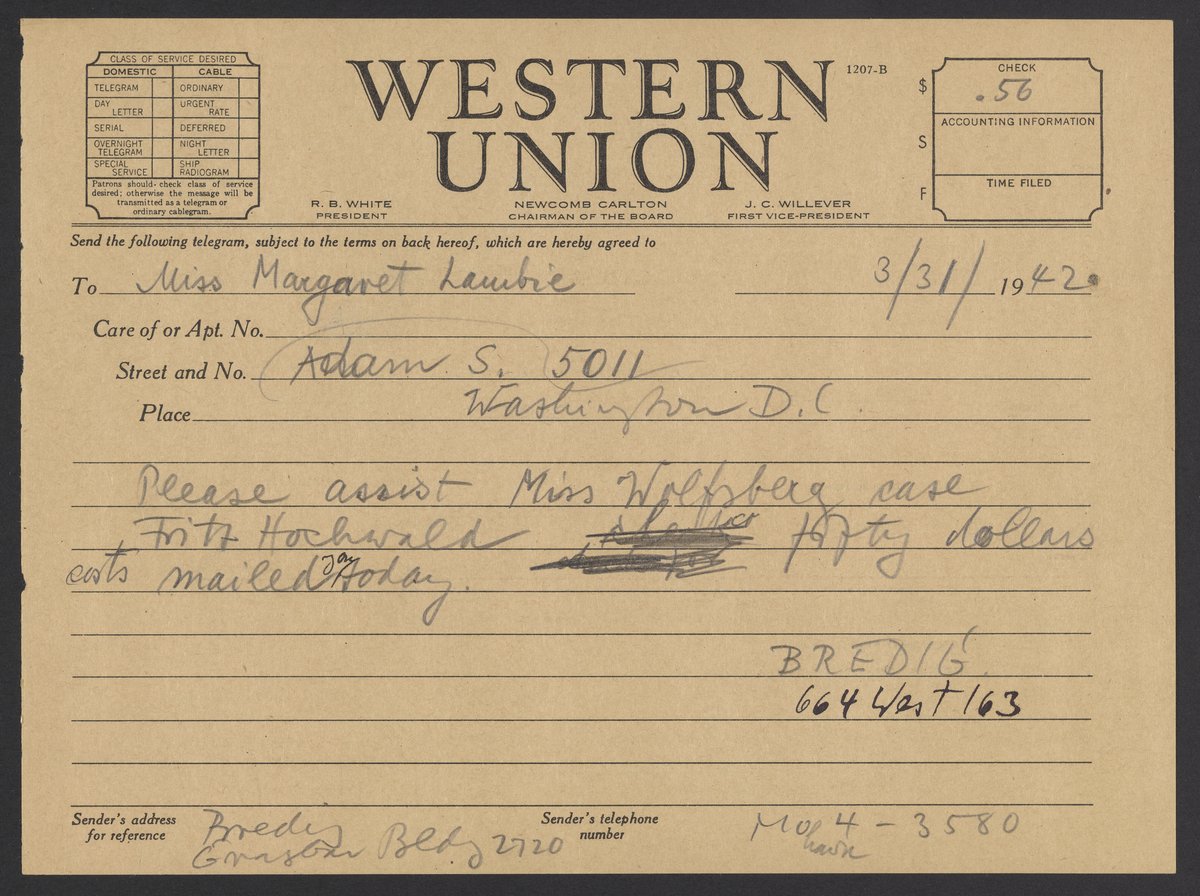 CLASS OF SERVICE DESIRED
DOMESTIC CABLE
TELEGRAM ORDINARY
DAY LETTER URGENT RATE
SERIAL DEFERRED
OVERNIGHT TELEGRAM NIGHT LETTER
SPECIAL SERVICE SHIP RADIOGRAM
Patrons should check class of service
desired; otherwise the message will be
transmitted as a telegram or
ordinary cablegram.
WESTERN
UNION
1207-B
R. B. WHITE
PRESIDENT
NEWCOMB CARLTON
CHAIRMAN OF THE BOARD
J. C. WILLEVER
FIRST VICE-PRESIDENT
$
S
F
CHECK
.56
ACCOUNTING INFORMATION
TIME FILED
Send the following telegram, subject to the terms on back hereof, which are hereby agreed to
To Miss Margaret Lambie 3/31/ 1942
Care of or Apt. No.
Street and No. Adam S. 5011
Place Washington D.C.
Please assist Miss Wolfsberg case
Fritz Hochwald fifty dollars
costs mailed today.
BREDIG
664 West 163
Sender's address
for reference
Bredig
Bldg 2720
Sender's telephone
number
Mohawk 4-3580